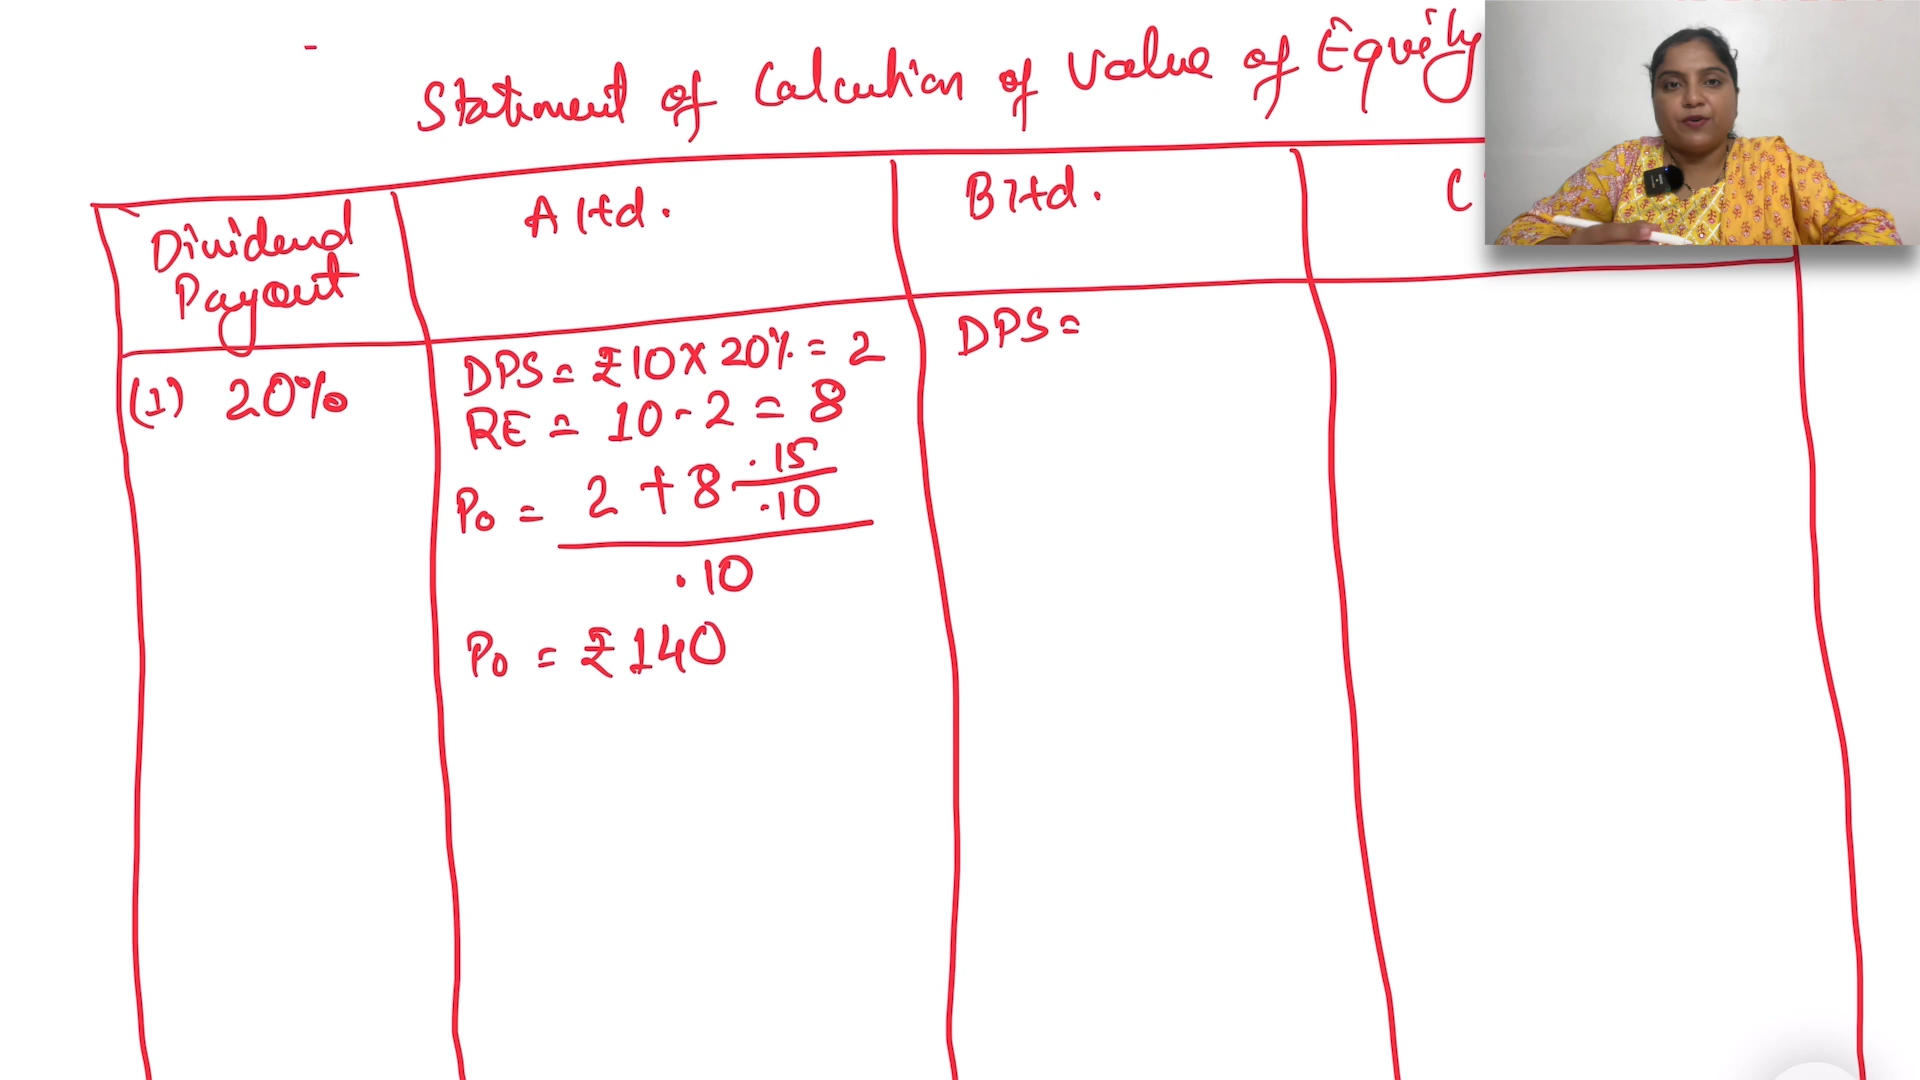 Statement of Calculation of Value of Equity
Dividend
Payout
A ltd.
B ltd.
C
(1) 20%
DPS = ₹10 X 20% = 2
RE = 10 - 2 = 8
P0 = 2 + 8 .15/.10
.10
P0 = ₹140
DPS =